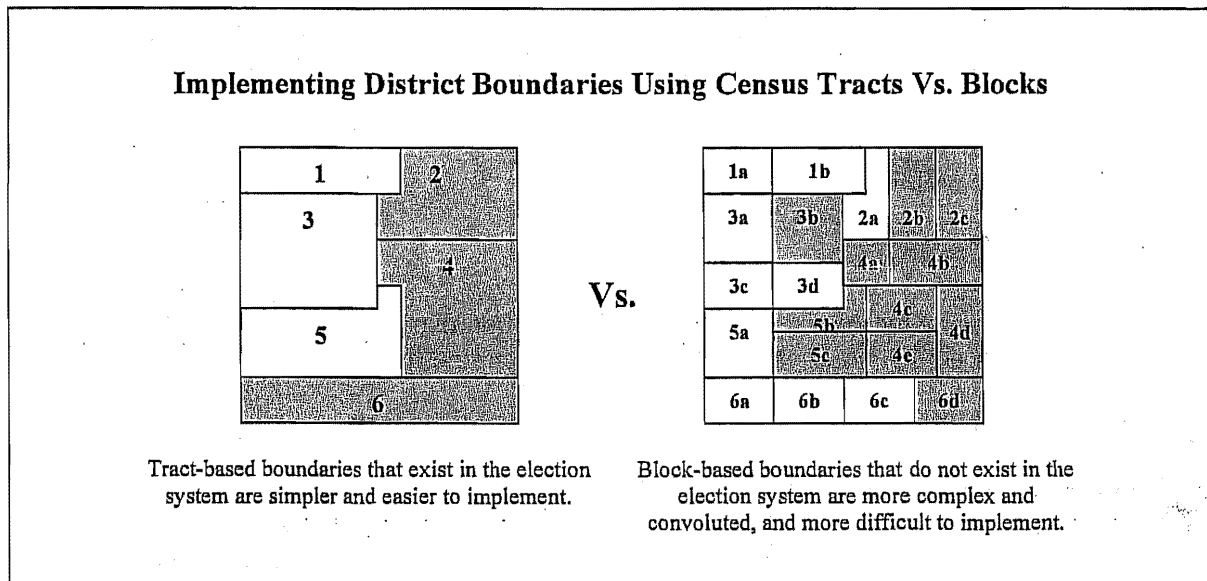 Implementing District Boundaries Using Census Tracts Vs. Blocks
1
2
3
4
5
6
Vs.
1a 1b
3a 3b 2a 2b 2c
4a 4b
3c 3d
4c
5a 5b 4d
5c 4e
6a 6b 6c 6d
Tract-based boundaries that exist in the election
system are simpler and easier to implement.
Block-based boundaries that do not exist in the
election system are more complex and
convoluted, and more difficult to implement.